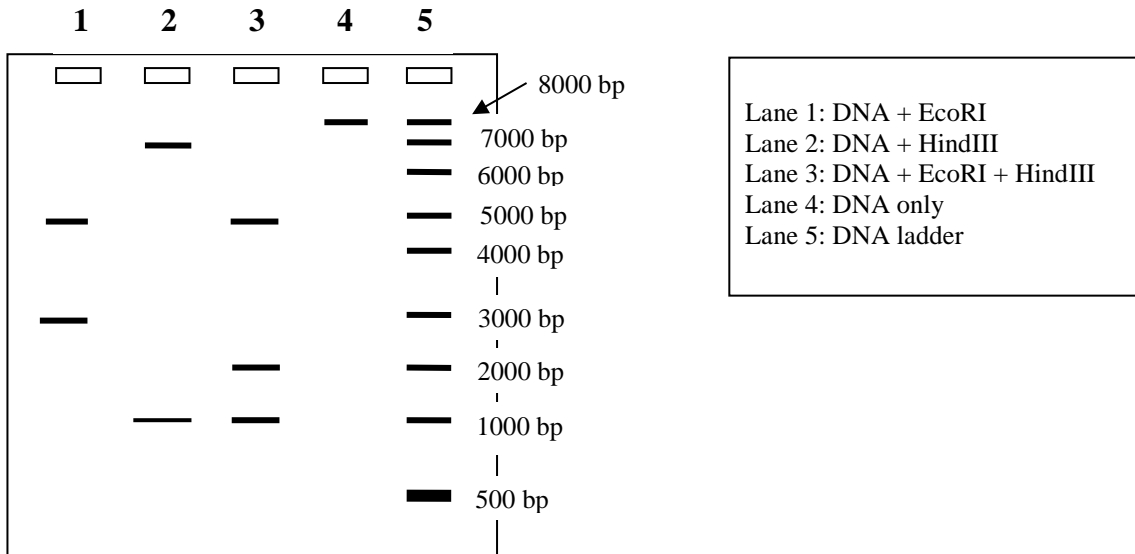 1 2 3 4 5
8000 bp
7000 bp
6000 bp
5000 bp
4000 bp
3000 bp
2000 bp
1000 bp
500 bp
Lane 1: DNA + EcoRI
Lane 2: DNA + HindIII
Lane 3: DNA + EcoRI + HindIII
Lane 4: DNA only
Lane 5: DNA ladder